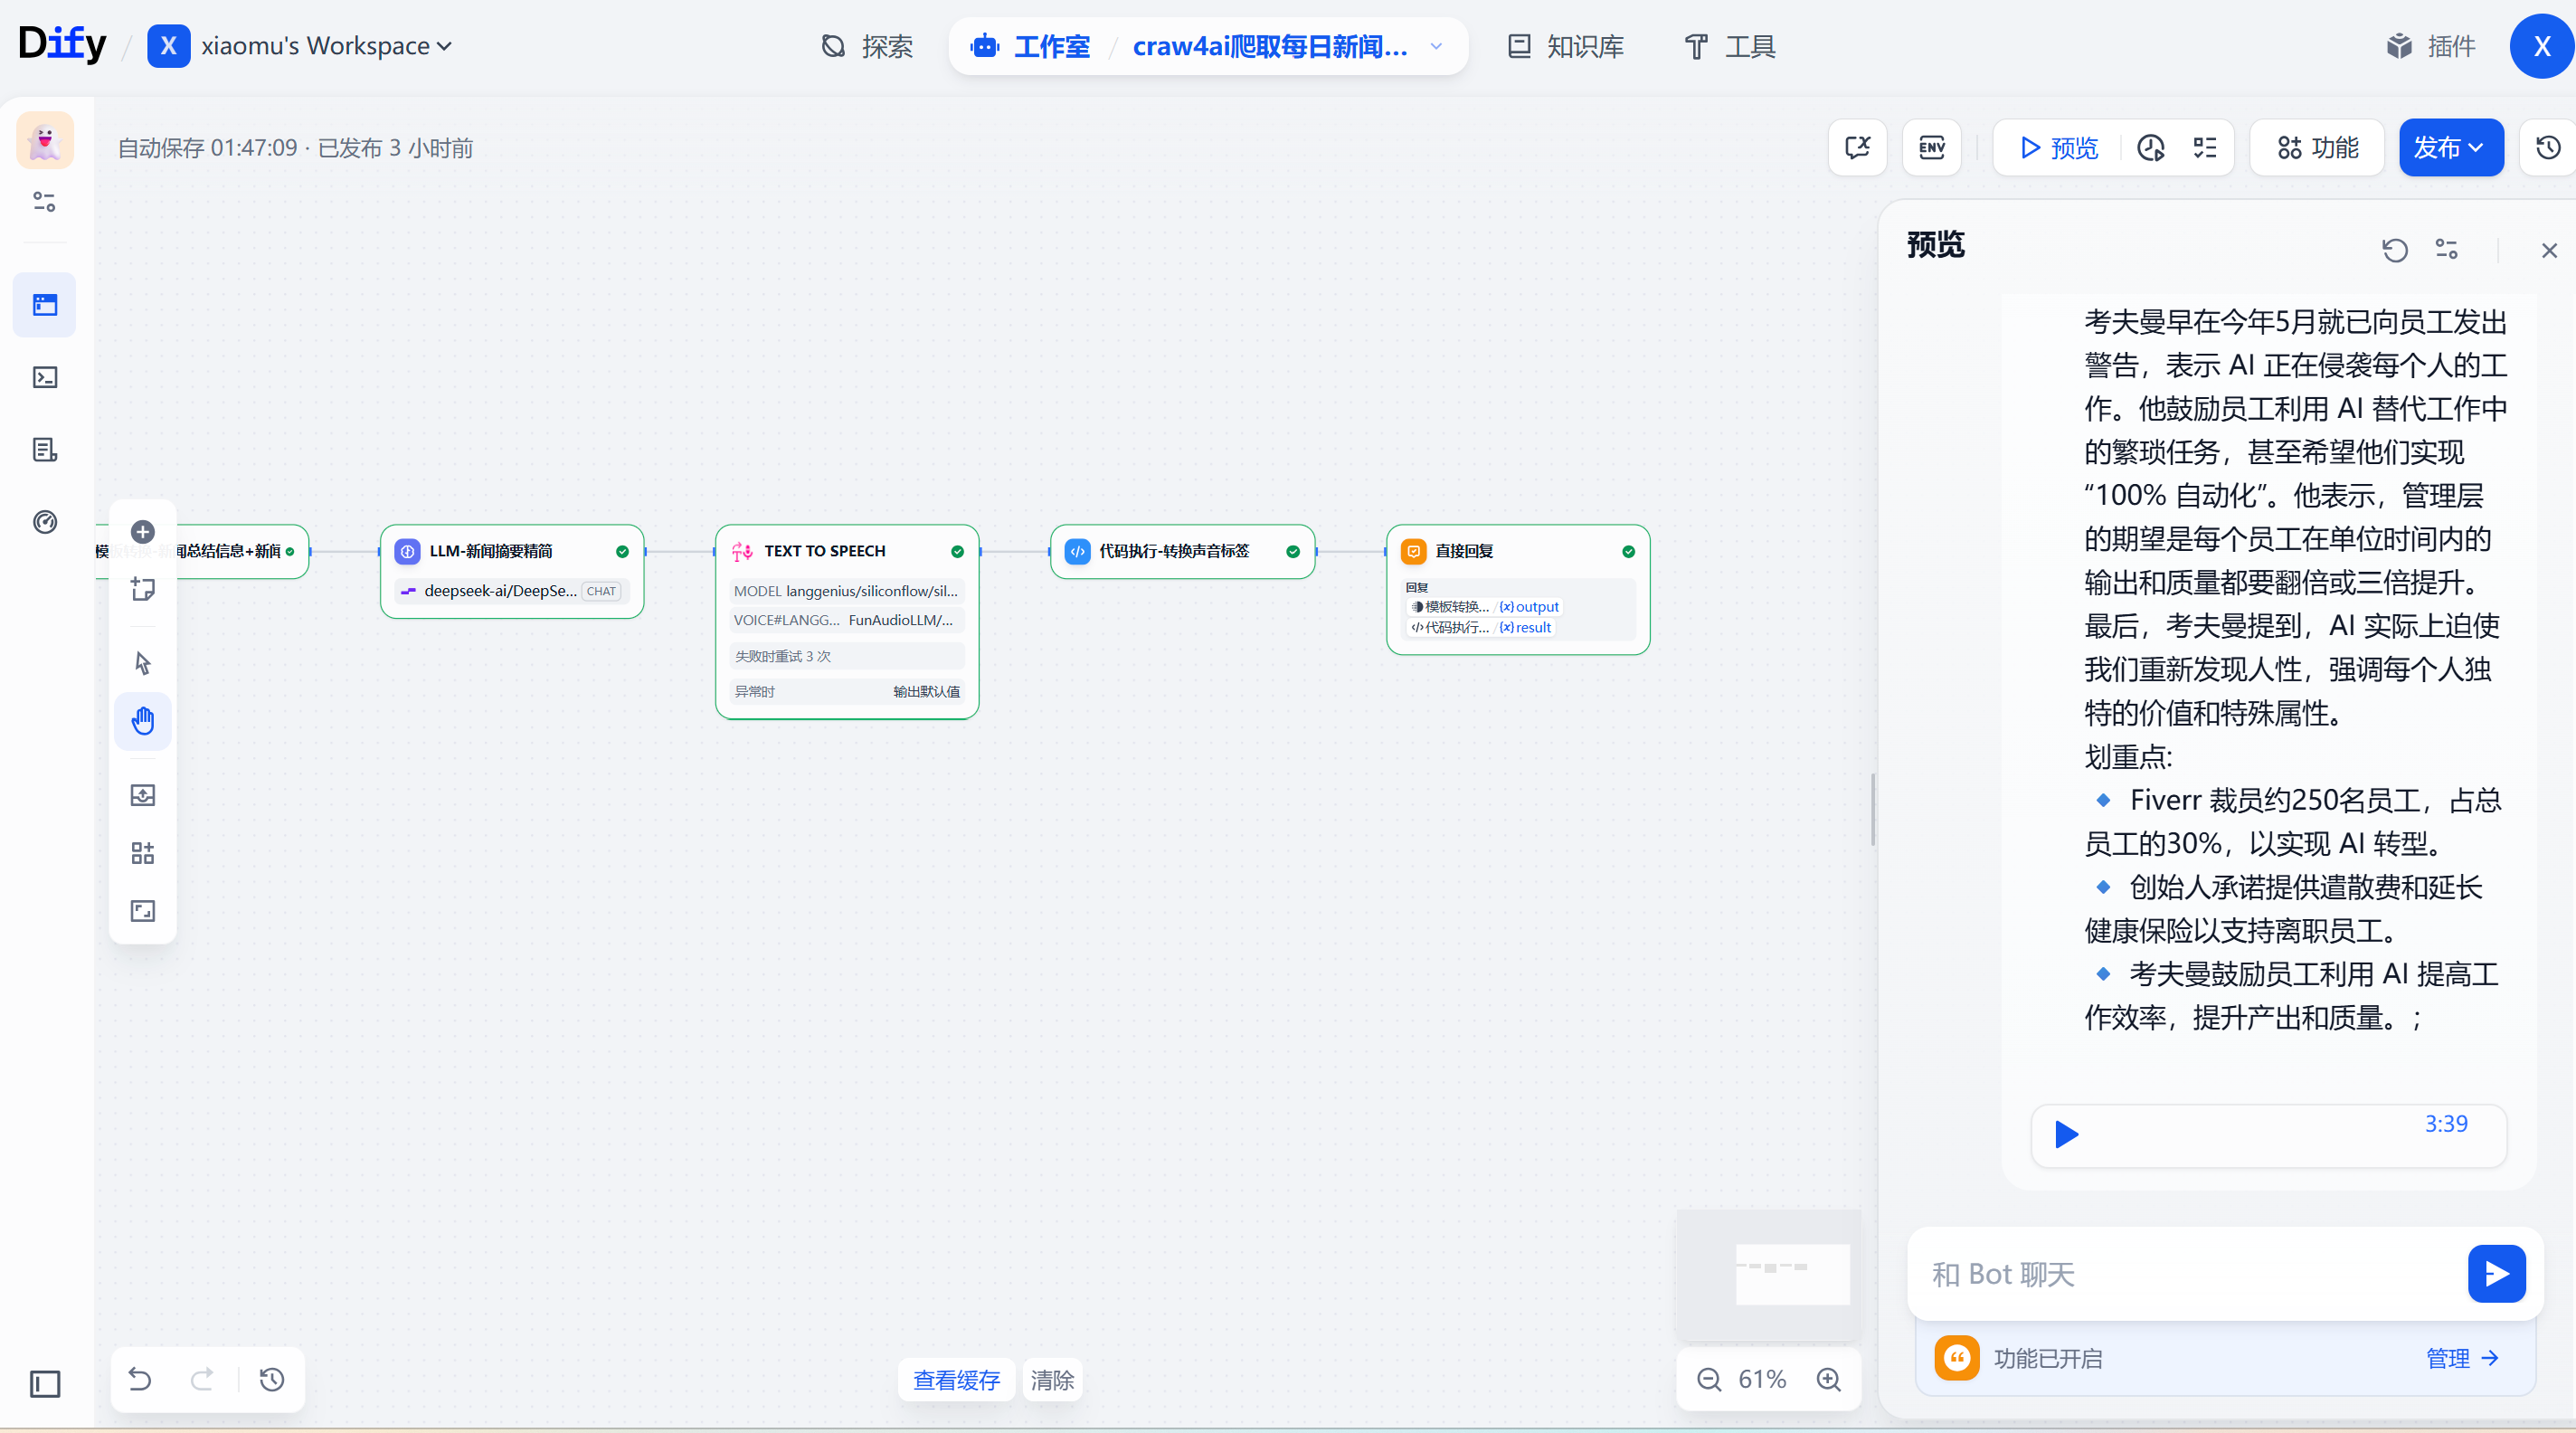 Dify / X xiaomu's Workspace
探索
工作室 / craw4ai爬取每日新闻...
知识库
工具
插件
X
自动保存 01:47:09 · 已发布 3 小时前
ENV
预览
功能
发布
预览
考夫曼早在今年5月就已向员工发出
警告，表示 AI 正在侵袭每个人的工
作。他鼓励员工利用 AI 替代工作中
的繁琐任务，甚至希望他们实现
“100% 自动化”。他表示，管理层
的期望是每个员工在单位时间内的
输出和质量都要翻倍或三倍提升。
最后，考夫曼提到，AI 实际上迫使
我们重新发现人性，强调每个人独
特的价值和特殊属性。
划重点:
🔹 Fiverr 裁员约250名员工，占总
员工的30%，以实现 AI 转型。
🔹 创始人承诺提供遣散费和延长
健康保险以支持离职员工。
🔹 考夫曼鼓励员工利用 AI 提高工
作效率，提升产出和质量。;
3:39
和 Bot 聊天
功能已开启
管理 →
模板转换-新闻总结信息+新闻
LLM-新闻摘要精简
deepseek-ai/DeepSe... CHAT
TEXT TO SPEECH
MODEL langgenius/siliconflow/sil...
VOICE#LANGG... FunAudioLLM/...
失败时重试 3 次
异常时 输出默认值
代码执行-转换声音标签
直接回复
回复
模板转换... / (x) output
代码执行... / (x) result
查看缓存
清除
61%